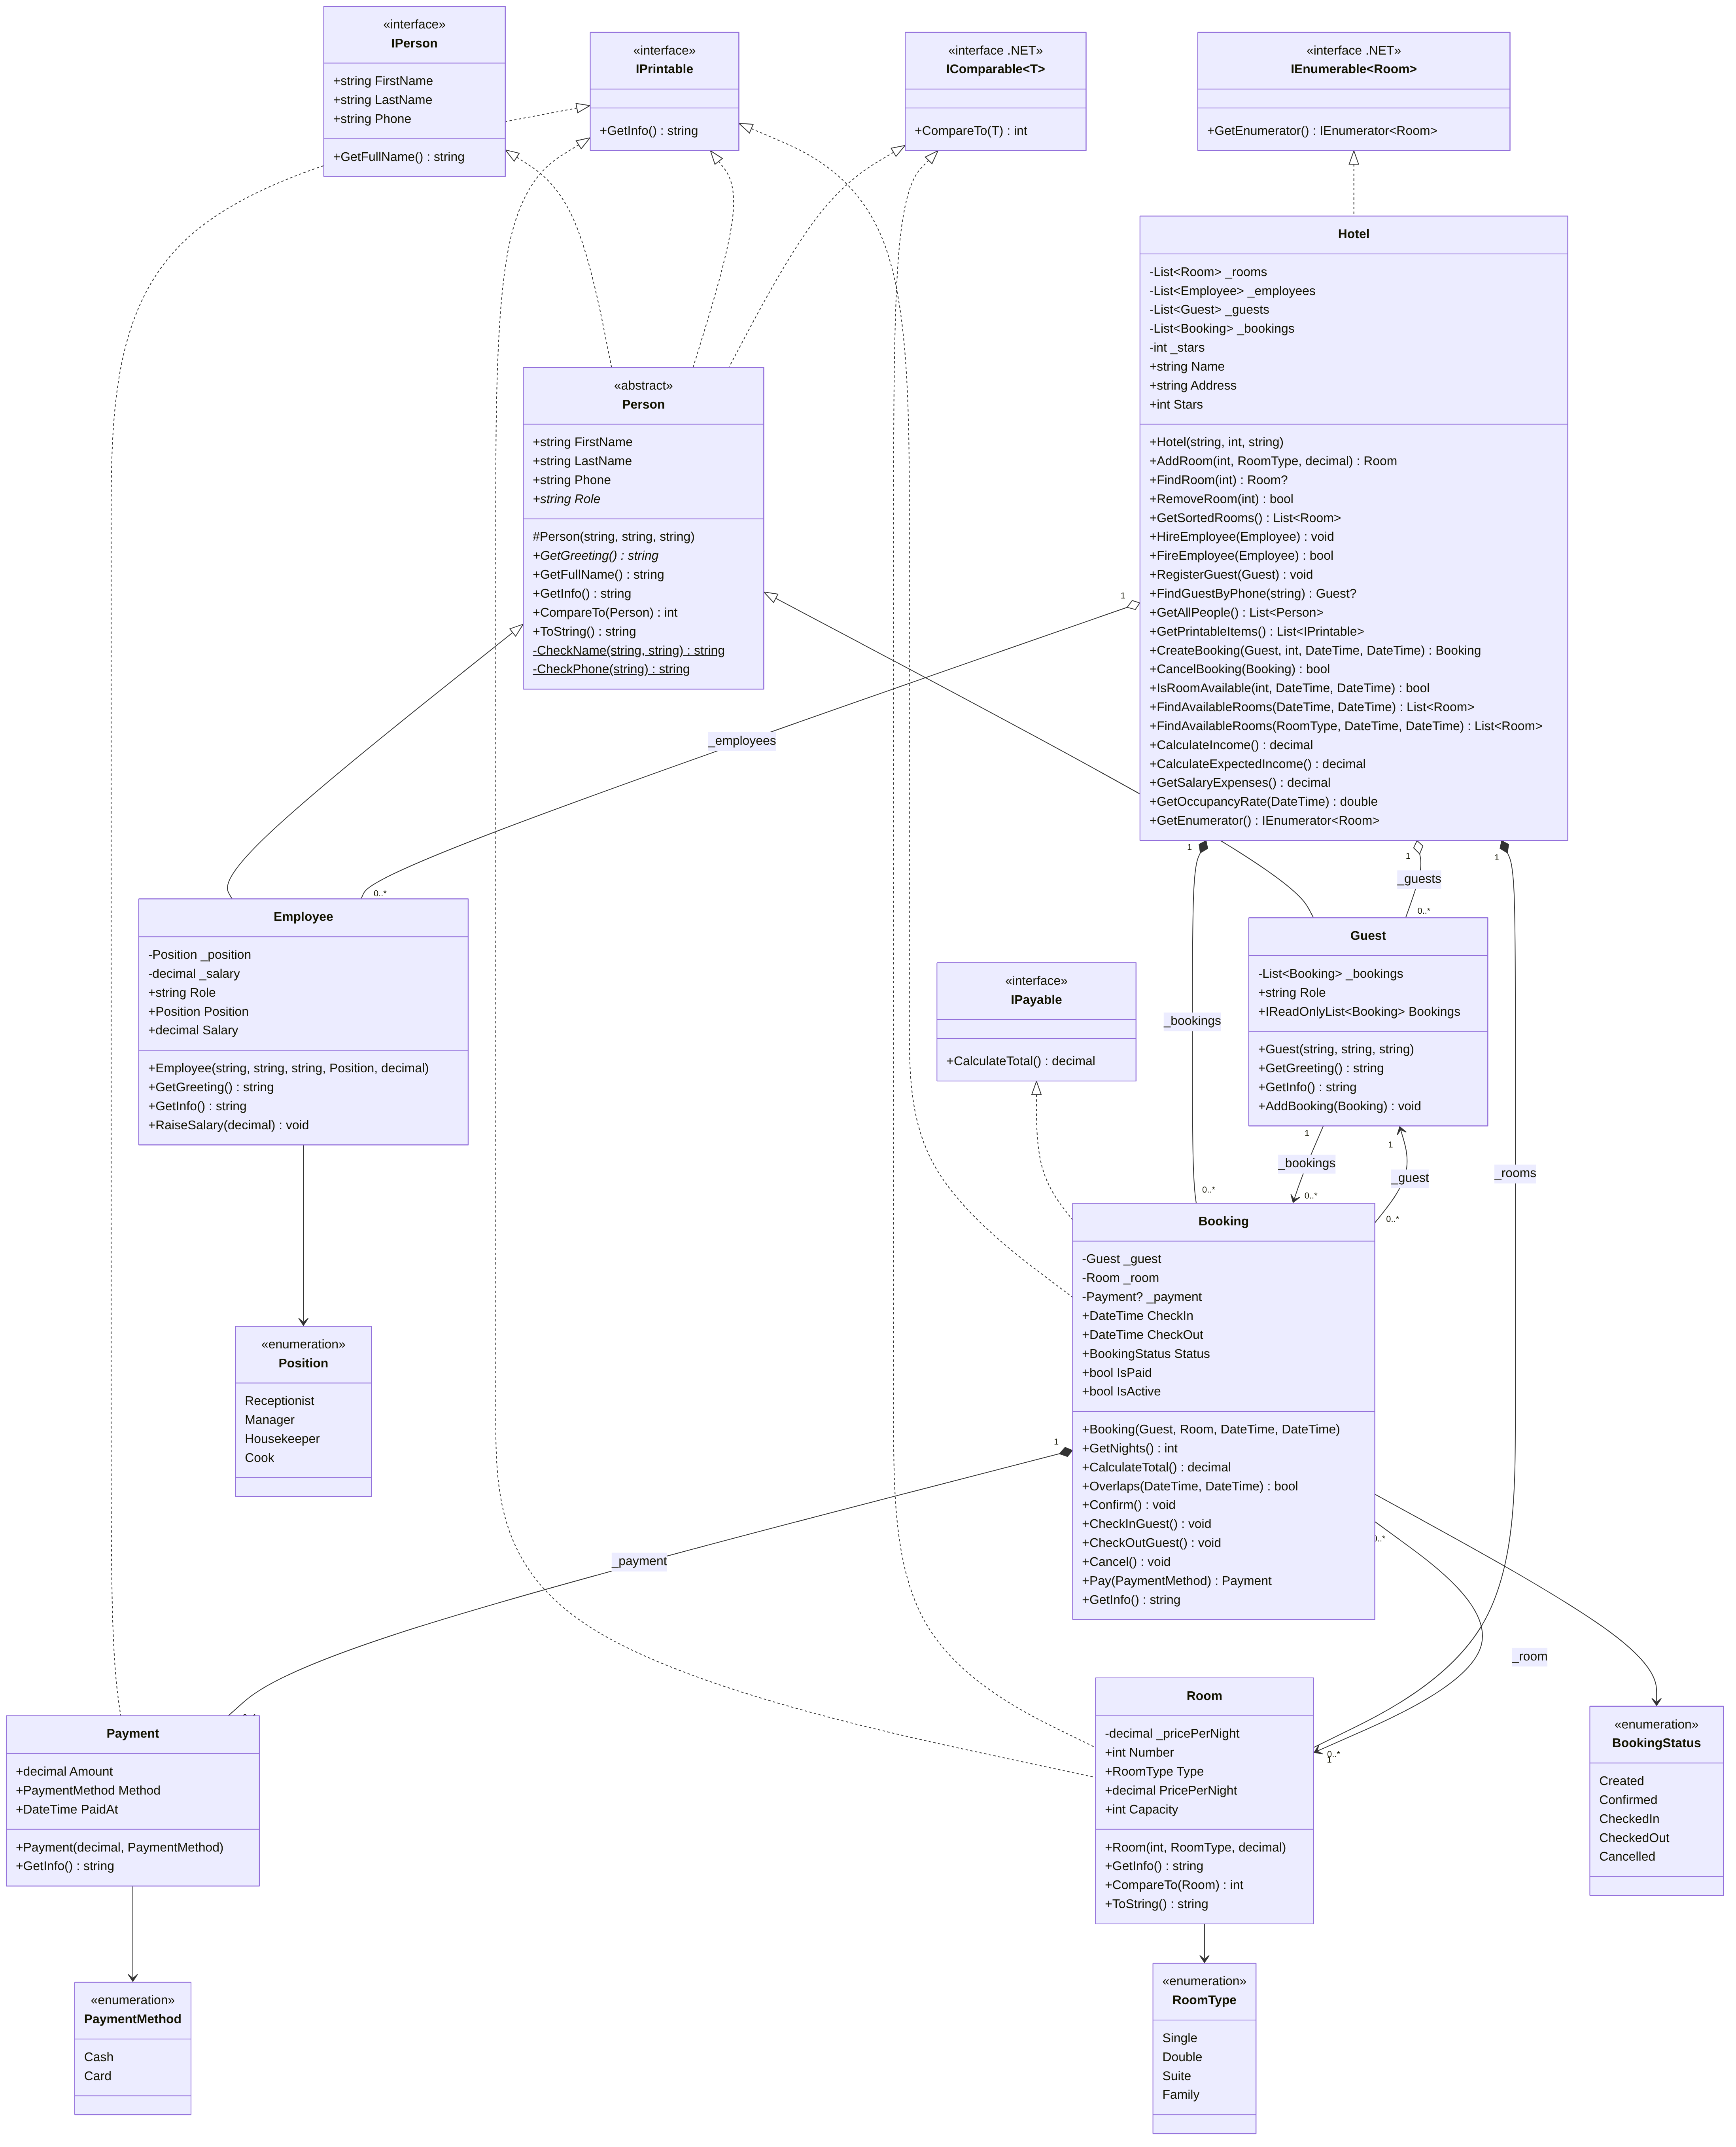 «interface»
IPerson
+string FirstName
+string LastName
+string Phone
+GetFullName() : string
«interface»
IPrintable
+GetInfo() : string
«interface .NET»
IComparable<T>
+CompareTo(T) : int
«interface .NET»
IEnumerable<Room>
+GetEnumerator() : IEnumerator<Room>
Hotel
-List<Room> _rooms
-List<Employee> _employees
-List<Guest> _guests
-List<Booking> _bookings
-int _stars
+string Name
+string Address
+int Stars
+Hotel(string, int, string)
+AddRoom(int, RoomType, decimal) : Room
+FindRoom(int) : Room?
+RemoveRoom(int) : bool
+GetSortedRooms() : List<Room>
+HireEmployee(Employee) : void
+FireEmployee(Employee) : bool
+RegisterGuest(Guest) : void
+FindGuestByPhone(string) : Guest?
+GetAllPeople() : List<Person>
+GetPrintableItems() : List<IPrintable>
+CreateBooking(Guest, int, DateTime, DateTime) : Booking
+CancelBooking(Booking) : bool
+IsRoomAvailable(int, DateTime, DateTime) : bool
+FindAvailableRooms(DateTime, DateTime) : List<Room>
+FindAvailableRooms(RoomType, DateTime, DateTime) : List<Room>
+CalculateIncome() : decimal
+CalculateExpectedIncome() : decimal
+GetSalaryExpenses() : decimal
+GetOccupancyRate(DateTime) : double
+GetEnumerator() : IEnumerator<Room>
«abstract»
Person
+string FirstName
+string LastName
+string Phone
+string Role
#Person(string, string, string)
+GetGreeting() : string
+GetFullName() : string
+GetInfo() : string
+CompareTo(Person) : int
+ToString() : string
-CheckName(string, string) : string
-CheckPhone(string) : string
1
_employees
0..*
1
1
1
_guests
0..*
Employee
-Position _position
-decimal _salary
+string Role
+Position Position
+decimal Salary
+Employee(string, string, string, Position, decimal)
+GetGreeting() : string
+GetInfo() : string
+RaiseSalary(decimal) : void
Guest
-List<Booking> _bookings
+string Role
+IReadOnlyList<Booking> Bookings
+Guest(string, string, string)
+GetGreeting() : string
+GetInfo() : string
+AddBooking(Booking) : void
«interface»
IPayable
+CalculateTotal() : decimal
_bookings
1
1
_bookings
_guest
_rooms
0..*
0..*
0..*
Booking
-Guest _guest
-Room _room
-Payment? _payment
+DateTime CheckIn
+DateTime CheckOut
+BookingStatus Status
+bool IsPaid
+bool IsActive
+Booking(Guest, Room, DateTime, DateTime)
+GetNights() : int
+CalculateTotal() : decimal
+Overlaps(DateTime, DateTime) : bool
+Confirm() : void
+CheckInGuest() : void
+CheckOutGuest() : void
+Cancel() : void
+Pay(PaymentMethod) : Payment
+GetInfo() : string
«enumeration»
Position
Receptionist
Manager
Housekeeper
Cook
1
0..*
_payment
_room
Payment
+decimal Amount
+PaymentMethod Method
+DateTime PaidAt
+Payment(decimal, PaymentMethod)
+GetInfo() : string
Room
-decimal _pricePerNight
+int Number
+RoomType Type
+decimal PricePerNight
+int Capacity
+Room(int, RoomType, decimal)
+GetInfo() : string
+CompareTo(Room) : int
+ToString() : string
0..*
1
«enumeration»
BookingStatus
Created
Confirmed
CheckedIn
CheckedOut
Cancelled
«enumeration»
PaymentMethod
Cash
Card
«enumeration»
RoomType
Single
Double
Suite
Family